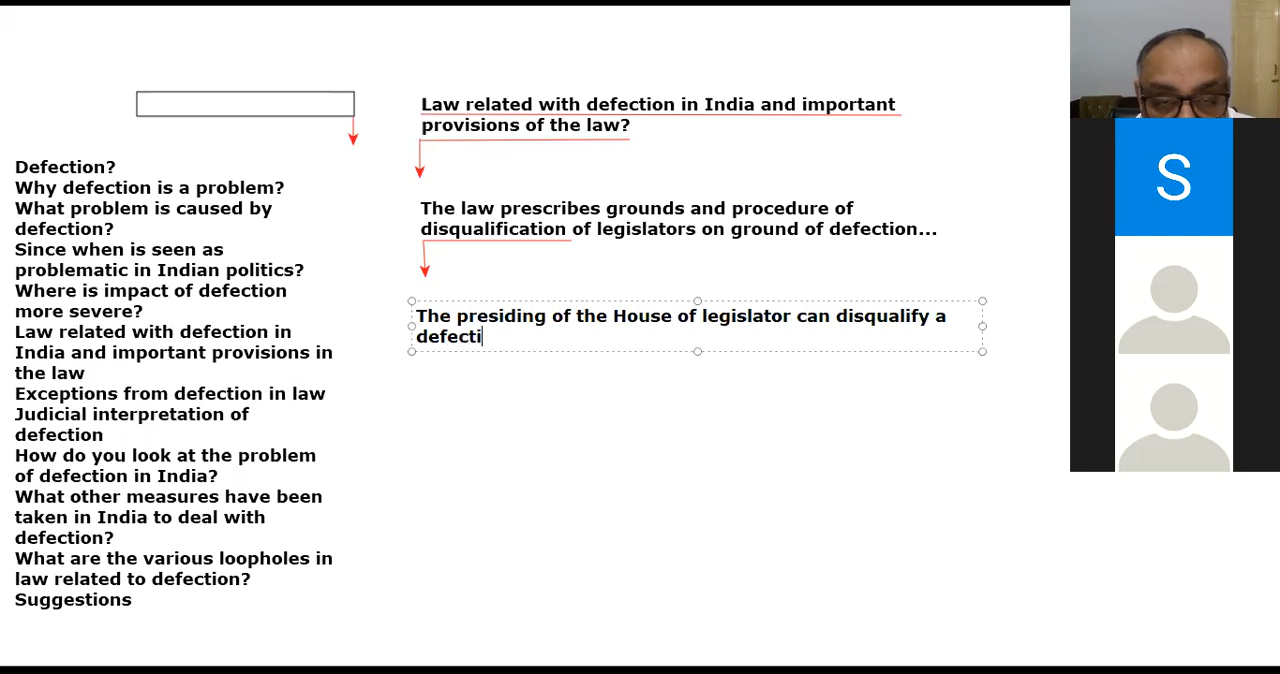 Defection?
Why defection is a problem?
What problem is caused by
defection?
Since when is seen as
problematic in Indian politics?
Where is impact of defection
more severe?
Law related with defection in
India and important provisions in
the law
Exceptions from defection in law
Judicial interpretation of
defection
How do you look at the problem
of defection in India?
What other measures have been
taken in India to deal with
defection?
What are the various loopholes in
law related to defection?
Suggestions
Law related with defection in India and important
provisions of the law?
The law prescribes grounds and procedure of
disqualification of legislators on ground of defection...
The presiding of the House of legislator can disqualify a
defecti
S